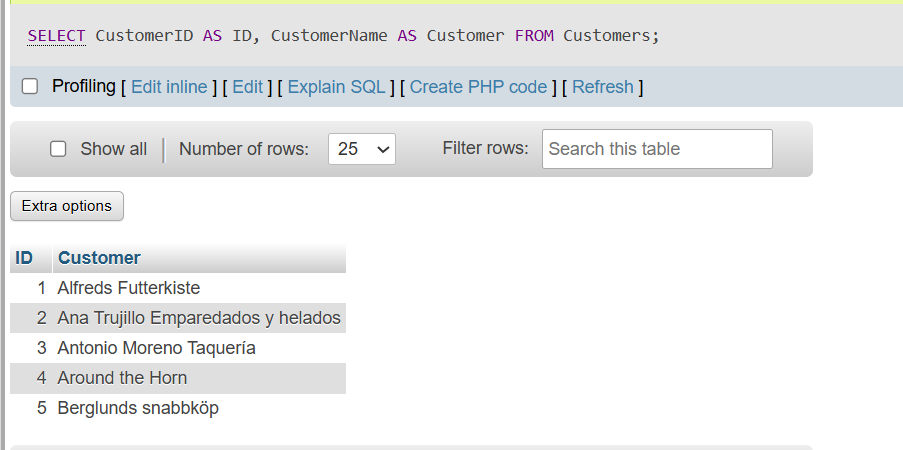 SELECT CustomerID AS ID, CustomerName AS Customer FROM Customers;
Profiling [ Edit inline ] [ Edit ] [ Explain SQL ] [ Create PHP code ] [ Refresh ]
Show all | Number of rows: 25 Filter rows: Search this table
Extra options
ID Customer
1 Alfreds Futterkiste
2 Ana Trujillo Emparedados y helados
3 Antonio Moreno Taquería
4 Around the Horn
5 Berglunds snabbköp